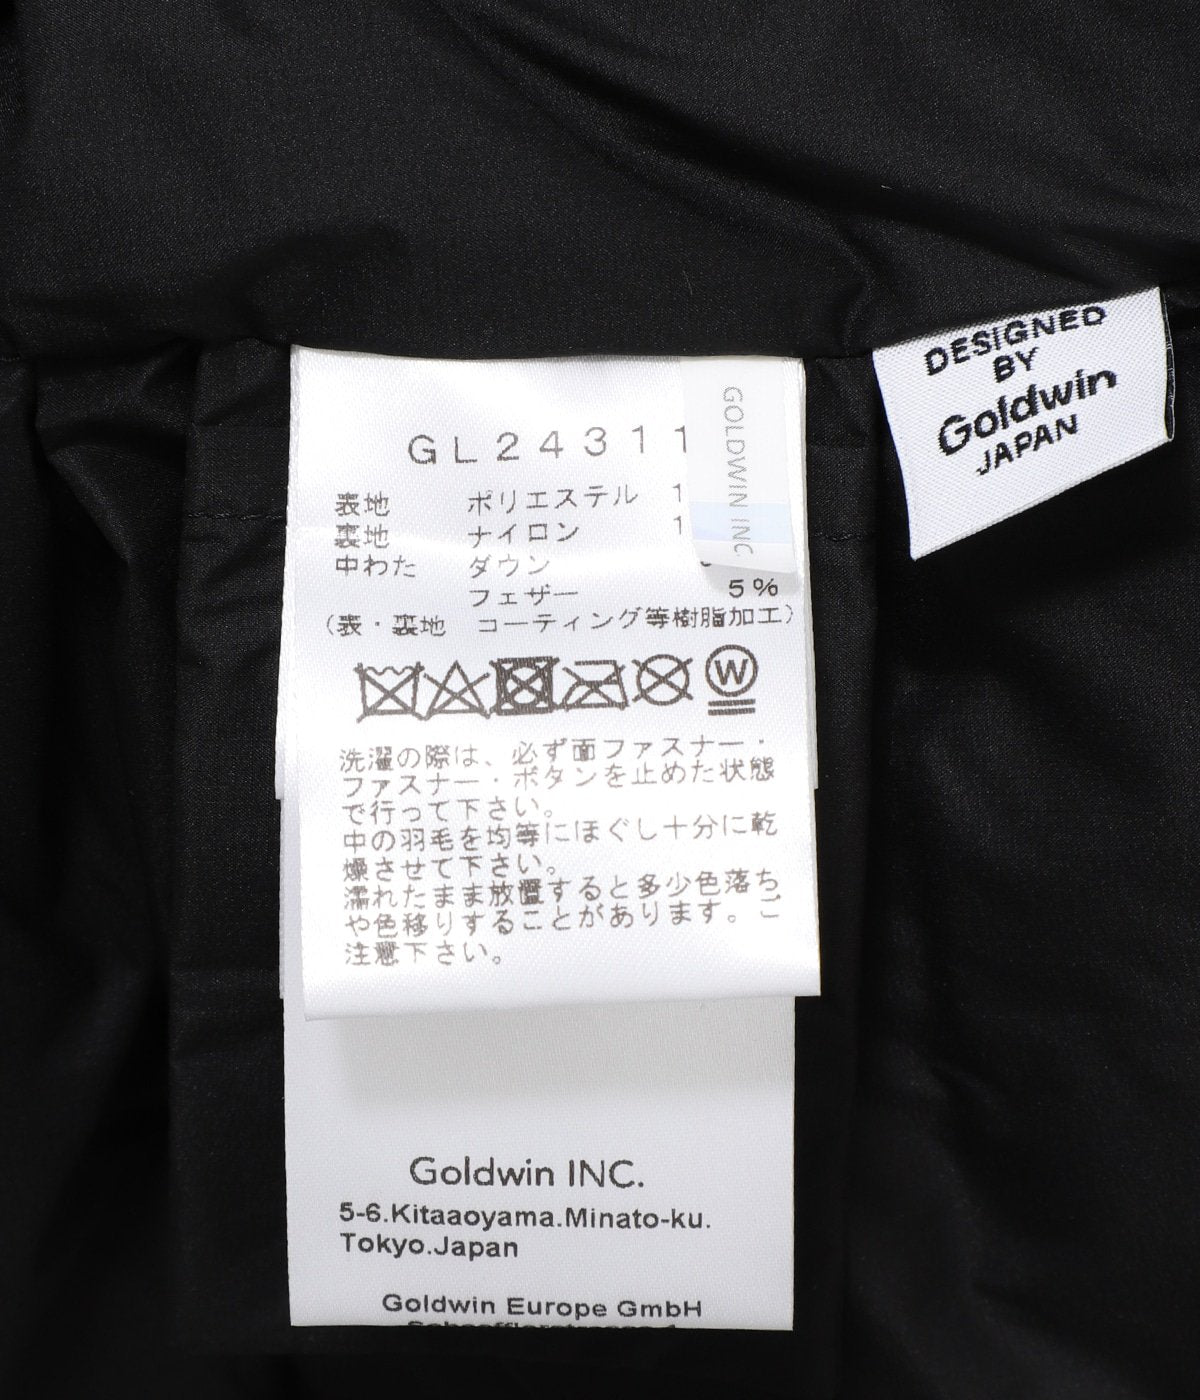 GL24311
GOLDWIN INC
表地 ポリエステル 1
裏地 ナイロン 1
中わた ダウン
フェザー 5%
(表・裏地 コーティング等樹脂加工)
W
洗濯の際は、必ず面ファスナー・
ファスナー・ボタンを止めた状態
で行って下さい。
中の羽毛を均等にほぐし十分に乾
燥させて下さい。
濡れたまま放置すると多少色落ち
や色移りすることがあります。ご
注意下さい。
DESIGNED
BY
Goldwin
JAPAN
Goldwin INC.
5-6.Kitaaoyama.Minato-ku.
Tokyo.Japan
Goldwin Europe GmbH